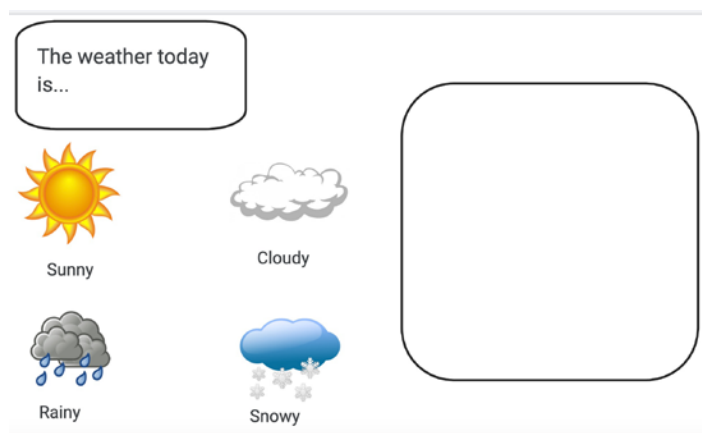 The weather today
is...
Sunny
Cloudy
Rainy
Snowy